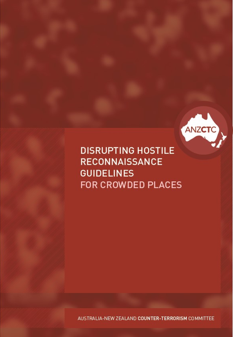 ANZCTC
DISRUPTING HOSTILE
RECONNAISSANCE
GUIDELINES
FOR CROWDED PLACES
AUSTRALIA-NEW ZEALAND COUNTER-TERRORISM COMMITTEE